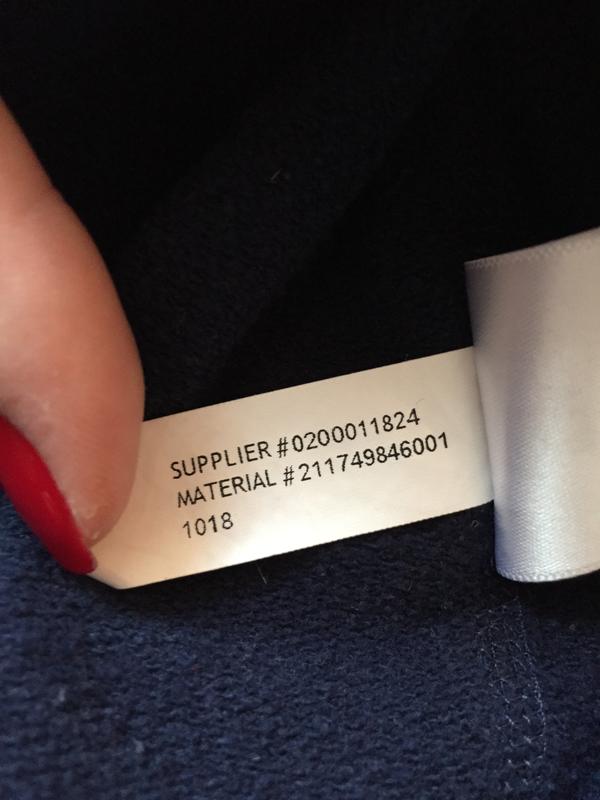 SUPPLIER #0200011824
MATERIAL #211749846001
1018